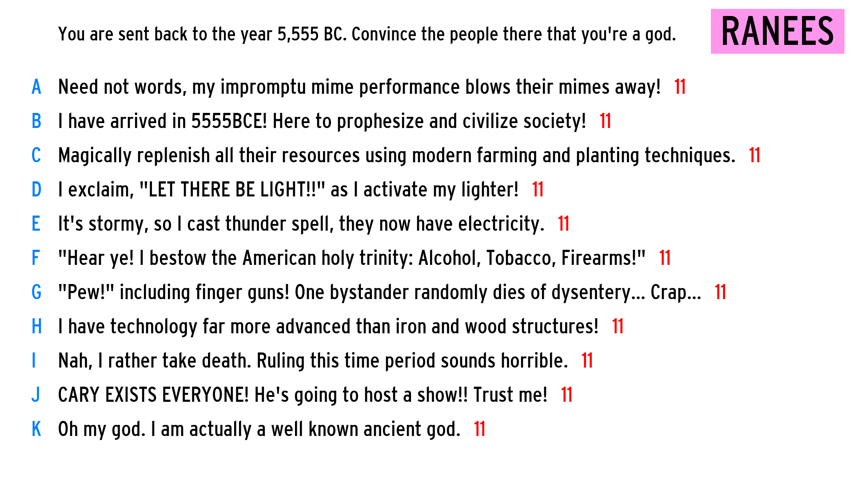 You are sent back to the year 5,555 BC. Convince the people there that you're a god.
RANEES
A Need not words, my impromptu mime performance blows their mimes away! 11
B I have arrived in 5555BCE! Here to prophesize and civilize society! 11
C Magically replenish all their resources using modern farming and planting techniques. 11
D I exclaim, "LET THERE BE LIGHT!!" as I activate my lighter! 11
E It's stormy, so I cast thunder spell, they now have electricity. 11
F "Hear ye! I bestow the American holy trinity: Alcohol, Tobacco, Firearms!" 11
G "Pew!" including finger guns! One bystander randomly dies of dysentery... Crap... 11
H I have technology far more advanced than iron and wood structures! 11
I Nah, I rather take death. Ruling this time period sounds horrible. 11
J CARY EXISTS EVERYONE! He's going to host a show!! Trust me! 11
K Oh my god. I am actually a well known ancient god. 11